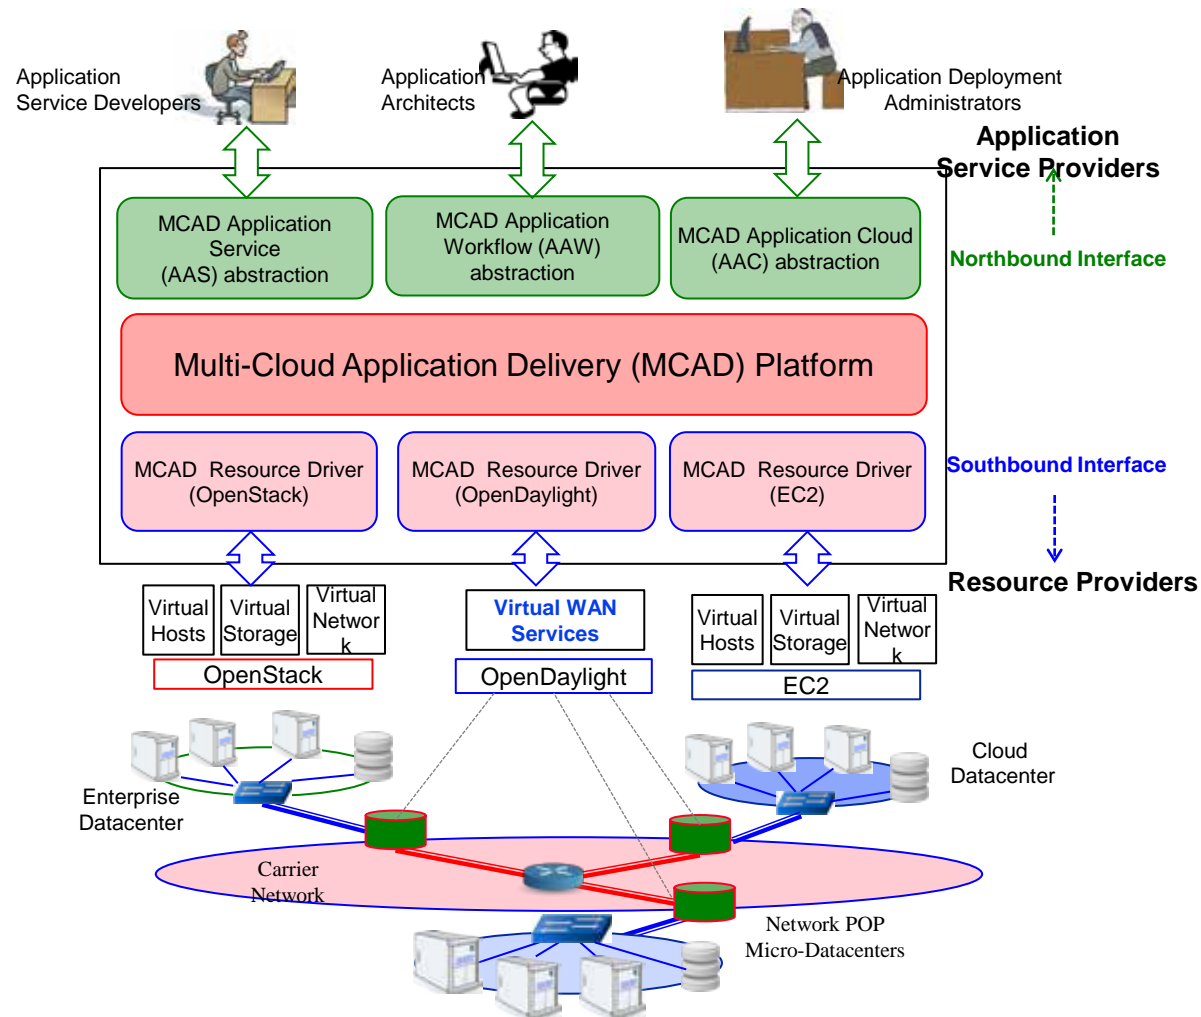 Application
Service Developers
Application
Architects
Application Deployment
Administrators
Application
Service Providers
MCAD Application
Service
(AAS) abstraction
MCAD Application
Workflow (AAW)
abstraction
MCAD Application Cloud
(AAC) abstraction
Northbound Interface
Multi-Cloud Application Delivery (MCAD) Platform
MCAD  Resource Driver
(OpenStack)
MCAD  Resource Driver
(OpenDaylight)
MCAD  Resource Driver
(EC2)
Southbound Interface
Resource Providers
Virtual
Hosts
Virtual
Storage
Virtual
Networ
k
OpenStack
Virtual WAN
Services
OpenDaylight
Virtual
Hosts
Virtual
Storage
Virtual
Networ
k
EC2
Enterprise
Datacenter
Cloud
Datacenter
Carrier
Network
Network POP
Micro-Datacenters